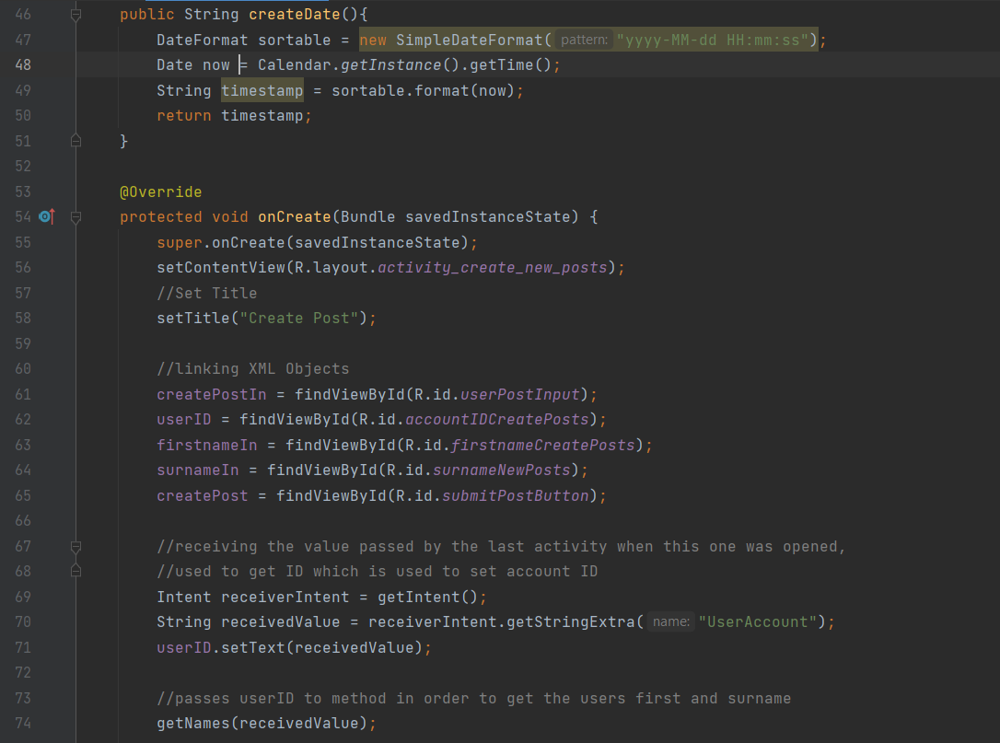 46 public String createDate(){
47 DateFormat sortable = new SimpleDateFormat( pattern: "yyyy-MM-dd HH:mm:ss");
48 Date now = Calendar.getInstance().getTime();
49 String timestamp = sortable.format(now);
50 return timestamp;
51 }
52
53 @Override
54 protected void onCreate(Bundle savedInstanceState) {
55 super.onCreate(savedInstanceState);
56 setContentView(R.layout.activity_create_new_posts);
57 //Set Title
58 setTitle("Create Post");
59
60 //linking XML Objects
61 createPostIn = findViewById(R.id.userPostInput);
62 userID = findViewById(R.id.accountIDCreatePosts);
63 firstnameIn = findViewById(R.id.firstnameCreatePosts);
64 surnameIn = findViewById(R.id.surnameNewPosts);
65 createPost = findViewById(R.id.submitPostButton);
66
67 //receiving the value passed by the last activity when this one was opened,
68 //used to get ID which is used to set account ID
69 Intent receiverIntent = getIntent();
70 String receivedValue = receiverIntent.getStringExtra( name: "UserAccount");
71 userID.setText(receivedValue);
72
73 //passes userID to method in order to get the users first and surname
74 getNames(receivedValue);